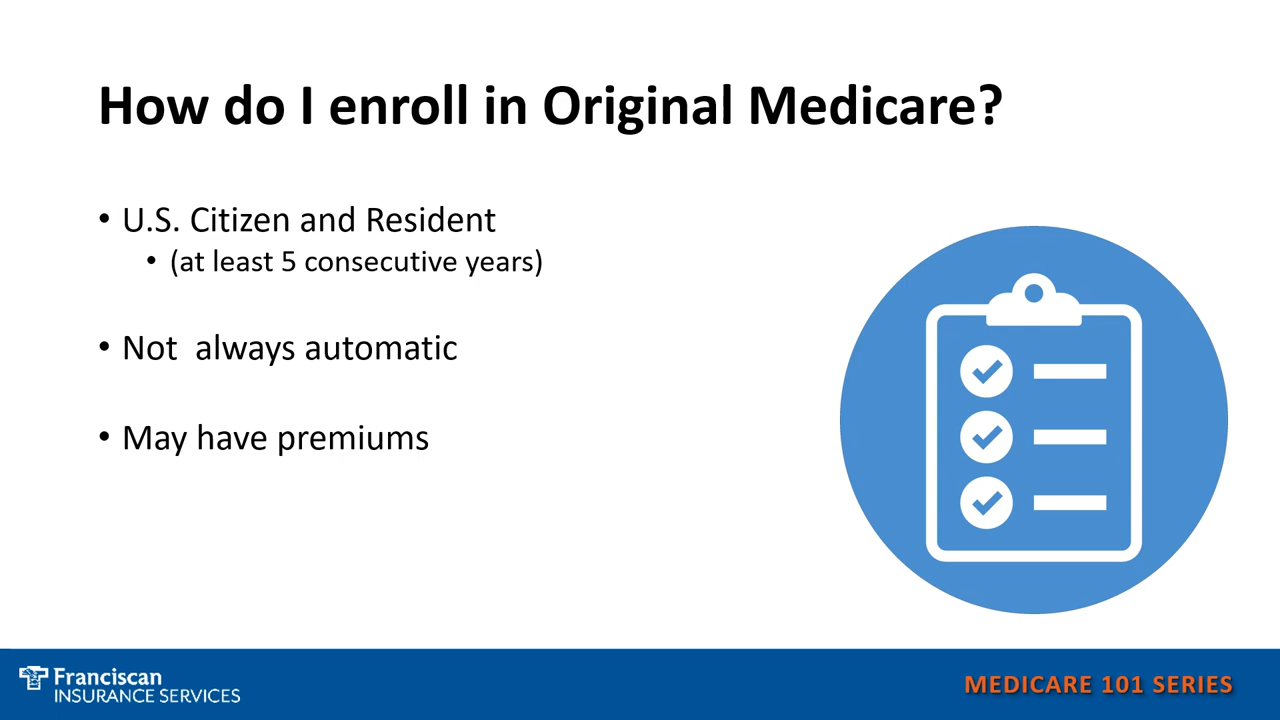 How do I enroll in Original Medicare?
• U.S. Citizen and Resident
• (at least 5 consecutive years)
• Not  always automatic
• May have premiums
Franciscan
INSURANCE SERVICES
MEDICARE 101 SERIES